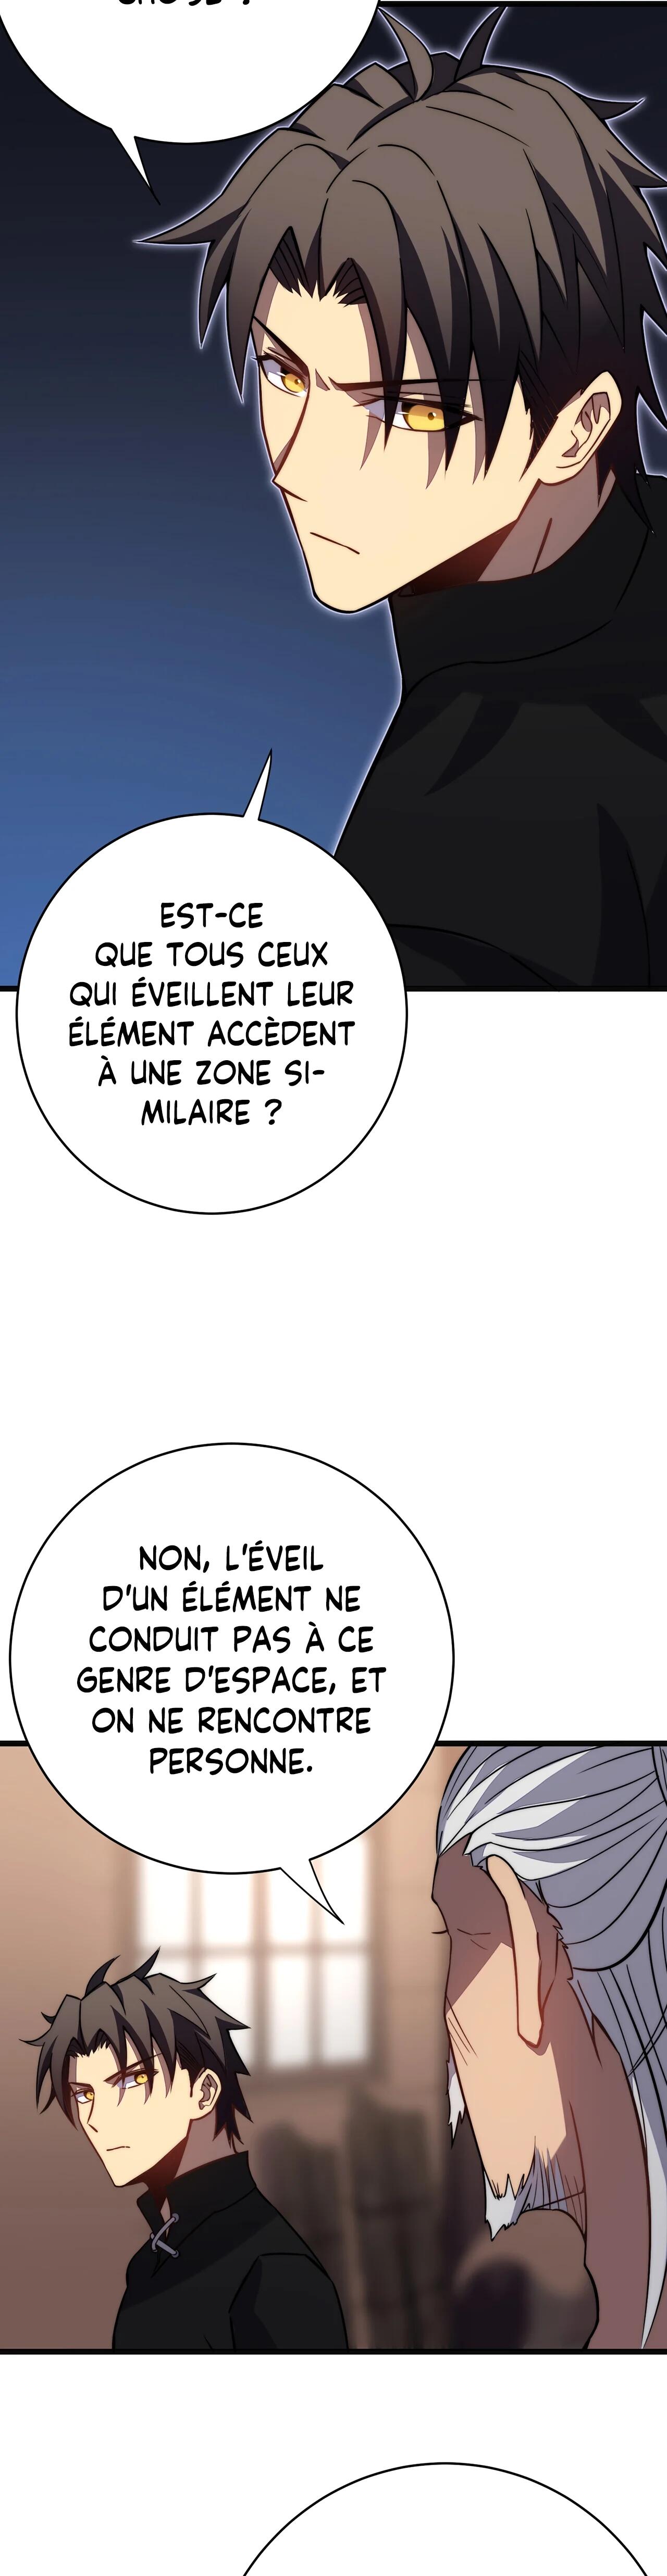 CHOSE ?
EST-CE
QUE TOUS CEUX
QUI ÉVEILLENT LEUR
ÉLÉMENT ACCÈDENT
À UNE ZONE SI-
MILAIRE ?
NON, L'ÉVEIL
D'UN ÉLÉMENT NE
CONDUIT PAS À CE
GENRE D'ESPACE, ET
ON NE RENCONTRE
PERSONNE.